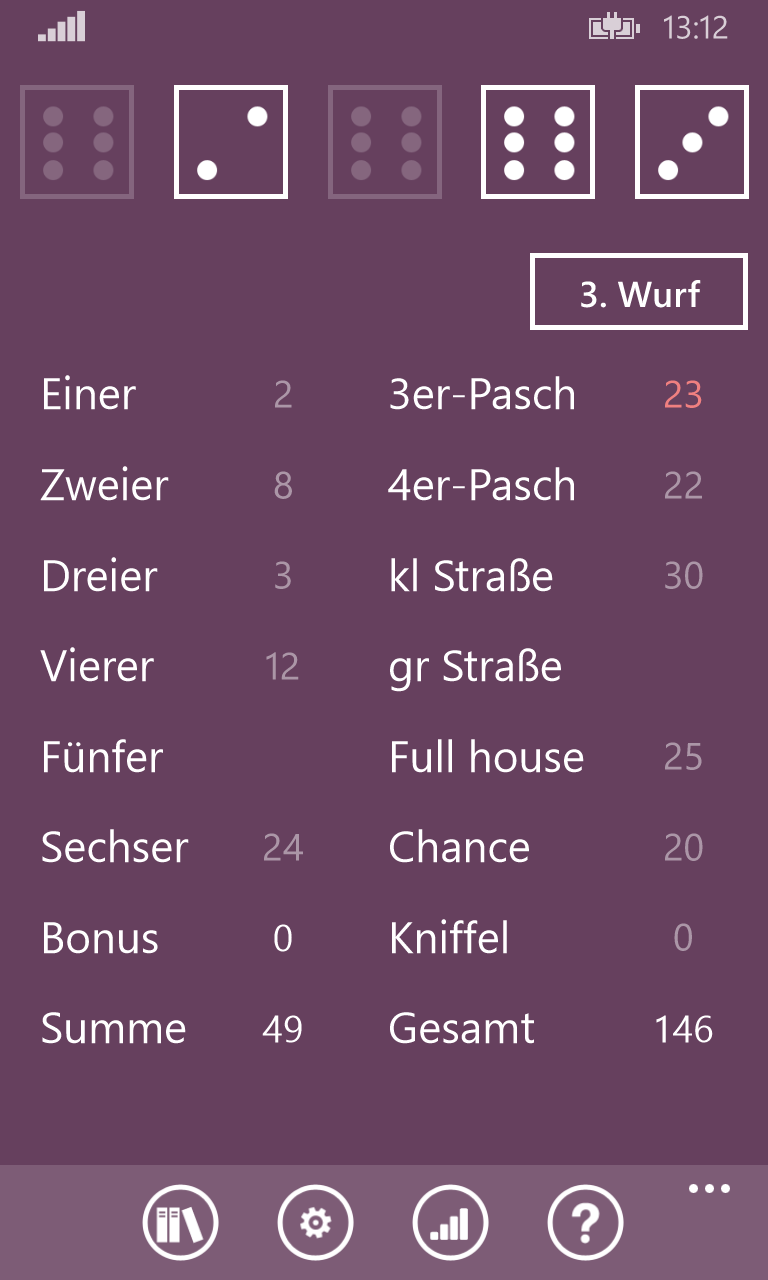 13:12
3. Wurf
Einer 2 3er-Pasch 23
Zweier 8 4er-Pasch 22
Dreier 3 kl Straße 30
Vierer 12 gr Straße
Fünfer Full house 25
Sechser 24 Chance 20
Bonus 0 Kniffel 0
Summe 49 Gesamt 146
?